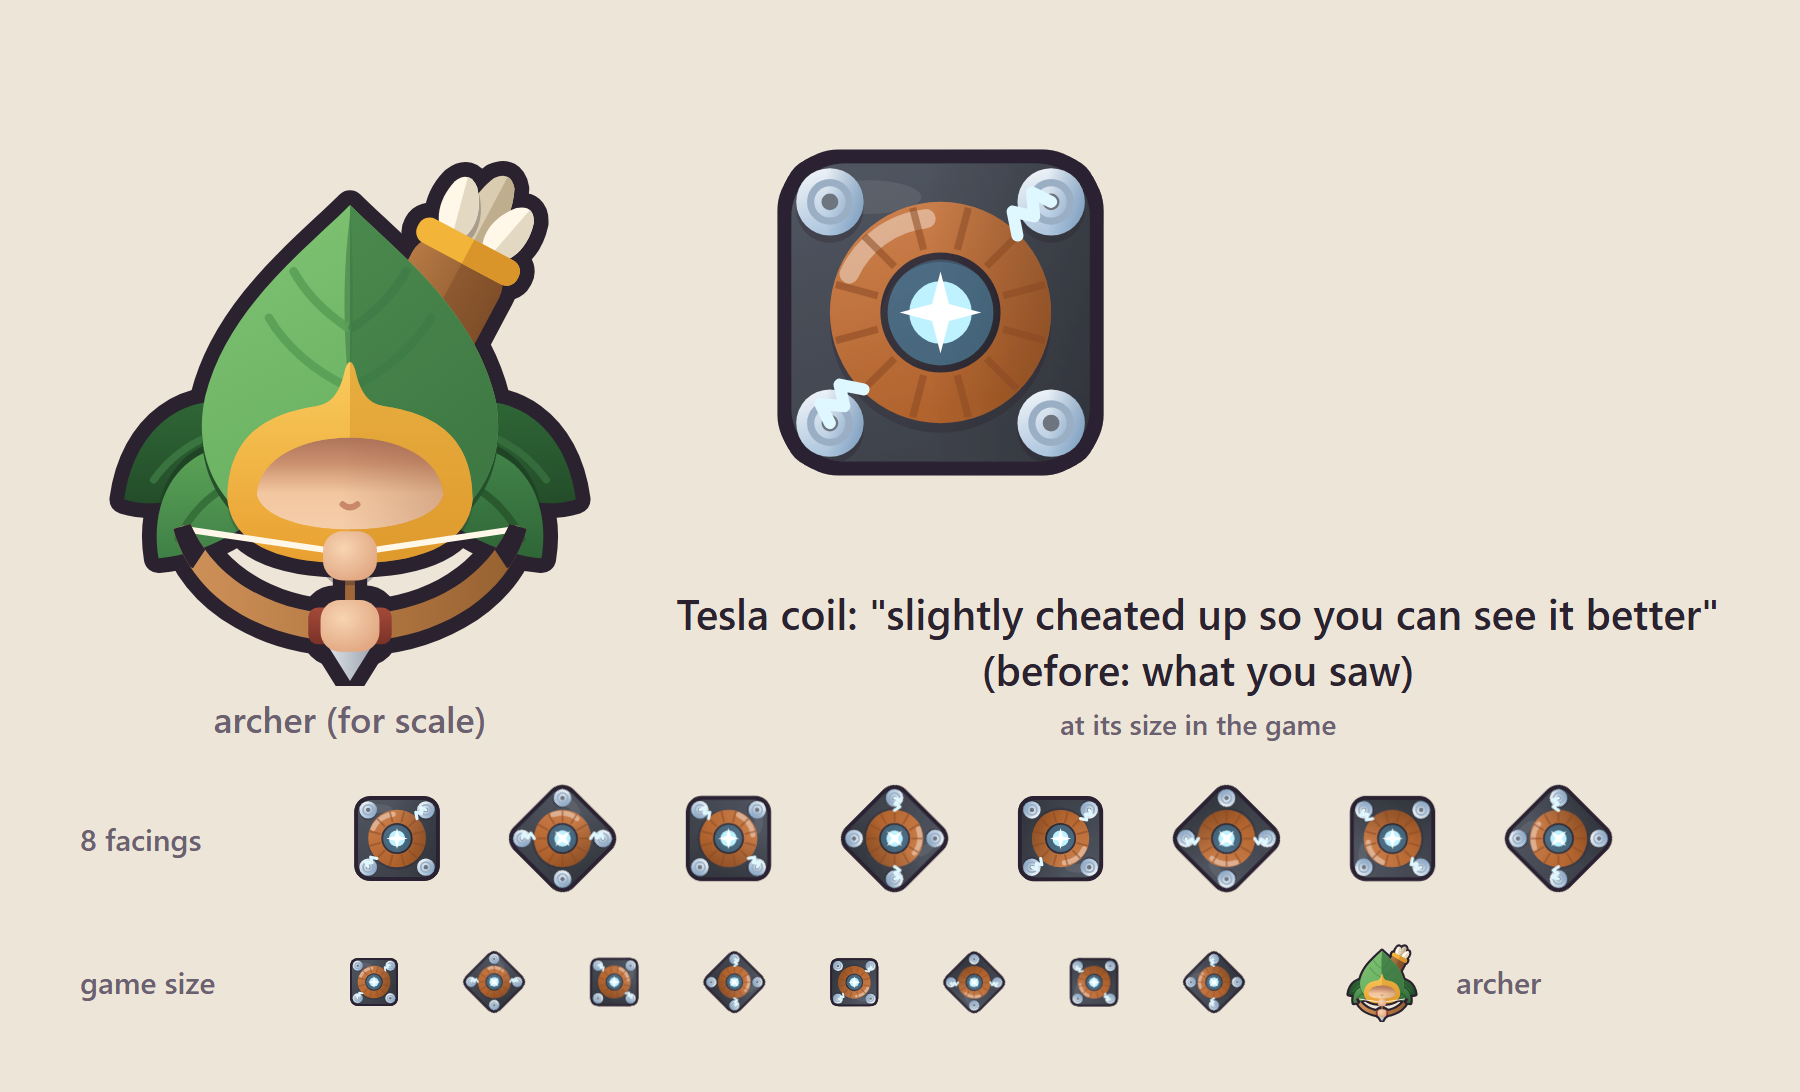 Tesla coil: "slightly cheated up so you can see it better"
(before: what you saw)
archer (for scale)
at its size in the game
8 facings
game size
archer